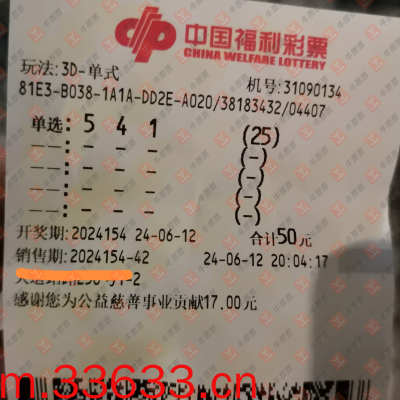 中国福利彩票
CHINA WELFARE LOTTERY
玩法:3D-单式
机号:31090134
81E3-B038-1A1A-DD2E-A020/38183432/04407
单选: 5 4 1 (25)
-- -- -- (-)
-- -- -- (-)
-- -- -- (-)
-- -- -- (-)
开奖期:2024154 24-06-12 合计50元
销售期:2024154-42 24-06-12 20:04:17
感谢您为公益慈善事业贡献17.00元
m.33633.cn